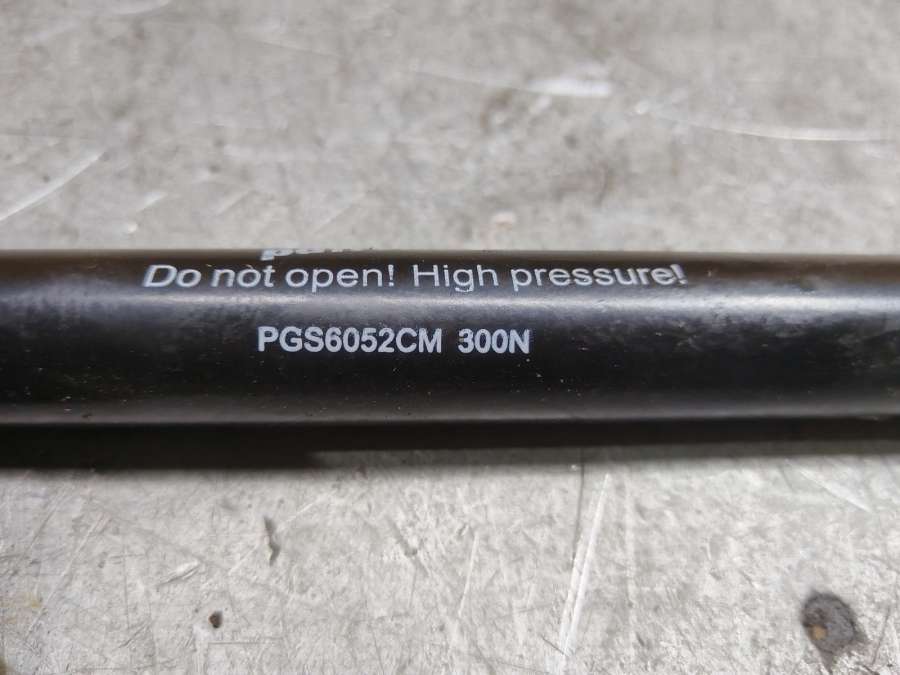 Do not open! High pressure!
PGS6052CM 300N